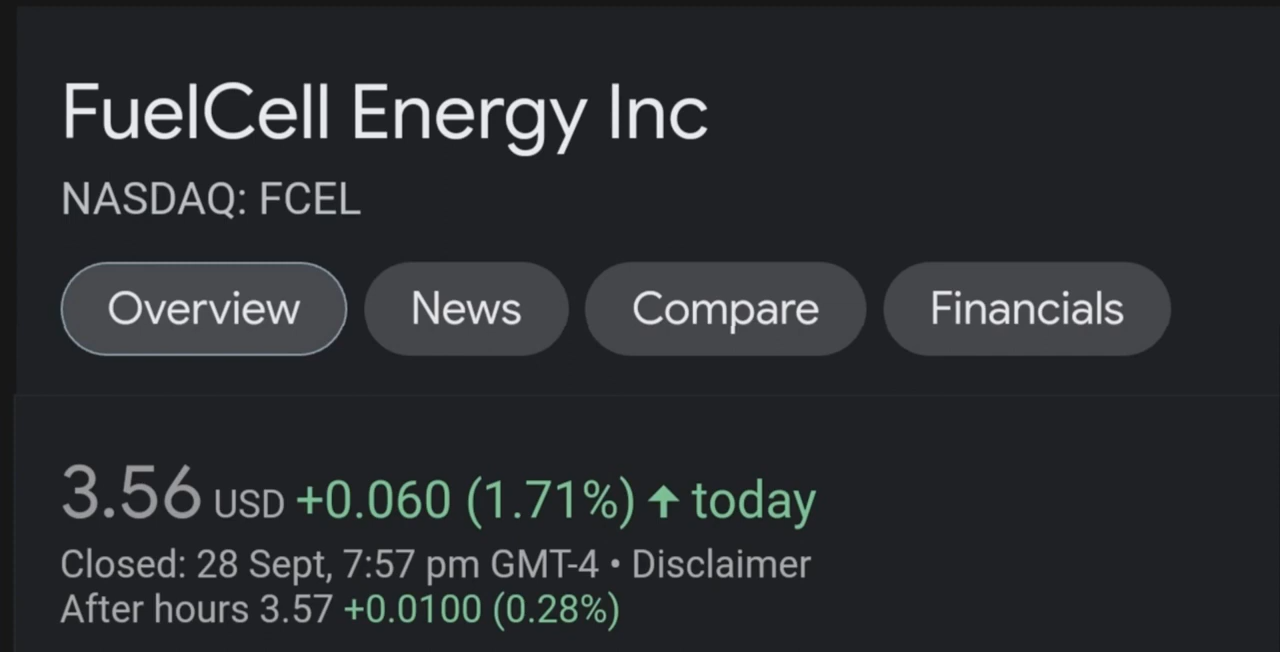 FuelCell Energy Inc
NASDAQ: FCEL
Overview News Compare Financials
3.56 USD +0.060 (1.71%) ↑ today
Closed: 28 Sept, 7:57 pm GMT-4 • Disclaimer
After hours 3.57 +0.0100 (0.28%)